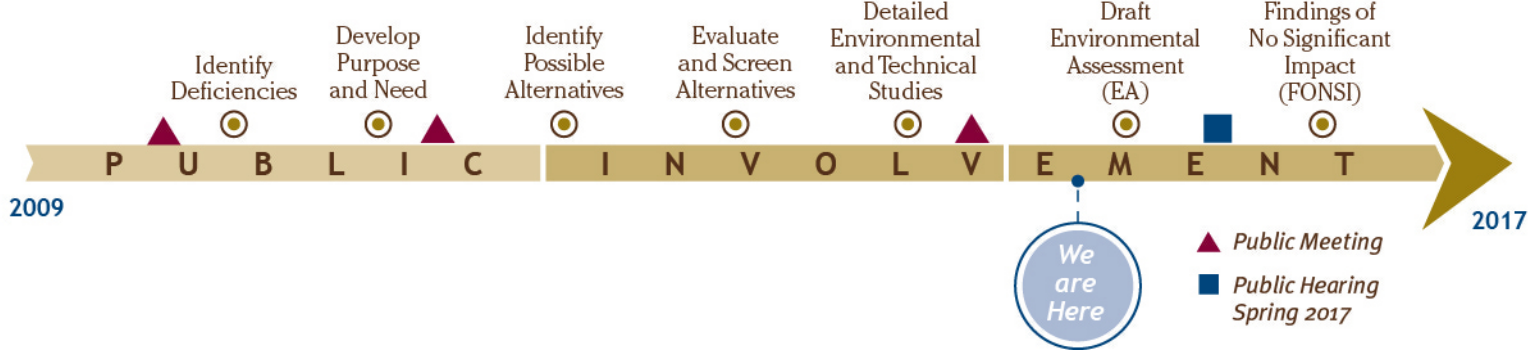 Identify
Deficiencies
Develop
Purpose
and Need
Identify
Possible
Alternatives
Evaluate
and Screen
Alternatives
Detailed
Environmental
and Technical
Studies
Draft
Environmental
Assessment
(EA)
Findings of
No Significant
Impact
(FONSI)
PUBLIC INVOLVEMENT
2009
2017
We
are
Here
Public Meeting
Public Hearing
Spring 2017